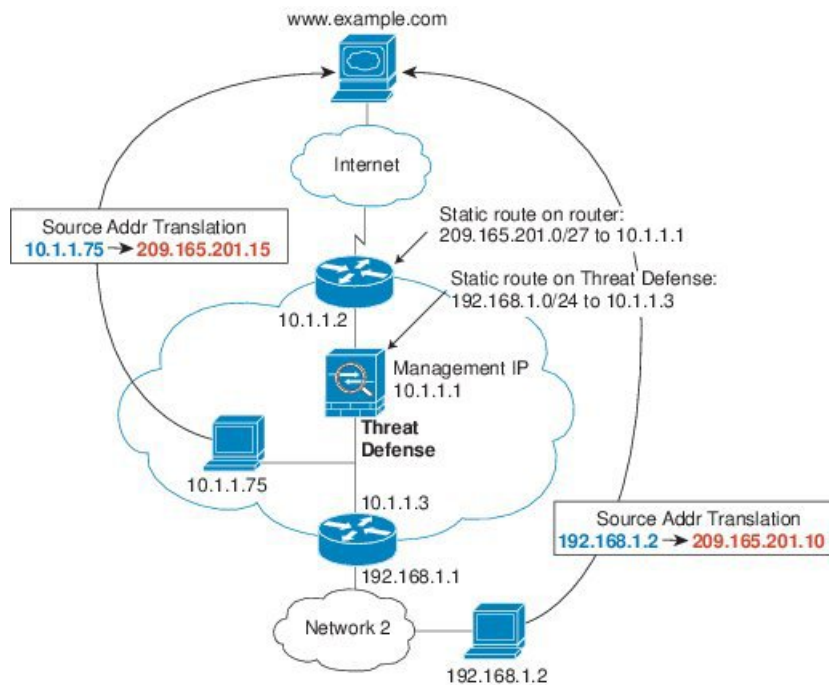 www.example.com
Internet
Source Addr Translation
10.1.1.75 → 209.165.201.15
Static route on router:
209.165.201.0/27 to 10.1.1.1
Static route on Threat Defense:
192.168.1.0/24 to 10.1.1.3
10.1.1.2
Management IP
10.1.1.1
Threat
Defense
10.1.1.75
10.1.1.3
Source Addr Translation
192.168.1.2 → 209.165.201.10
192.168.1.1
Network 2
192.168.1.2